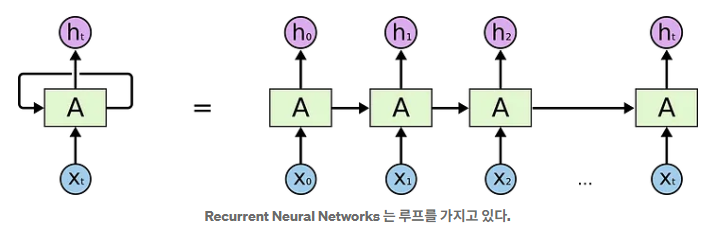 hₜ h₀ h₁ h₂ hₜ
A = A A A A
xₜ x₀ x₁ x₂ ... xₜ
Recurrent Neural Networks 는 루프를 가지고 있다.